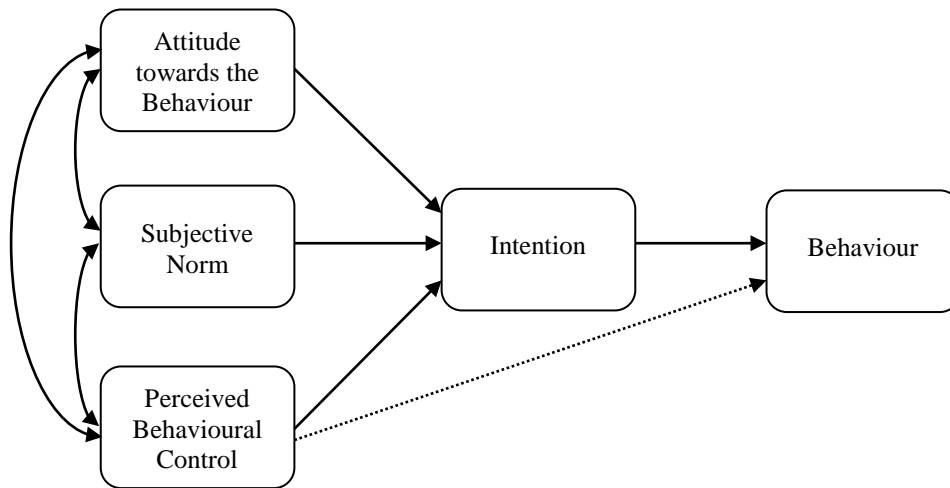 Attitude
towards the
Behaviour
Subjective
Norm
Intention
Behaviour
Perceived
Behavioural
Control